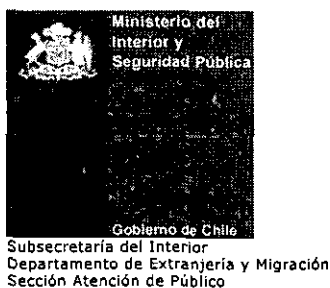 Ministerio del
Interior y
Seguridad Pública
Gobierno de Chile
Subsecretaría del Interior
Departamento de Extranjería y Migración
Sección Atención de Público